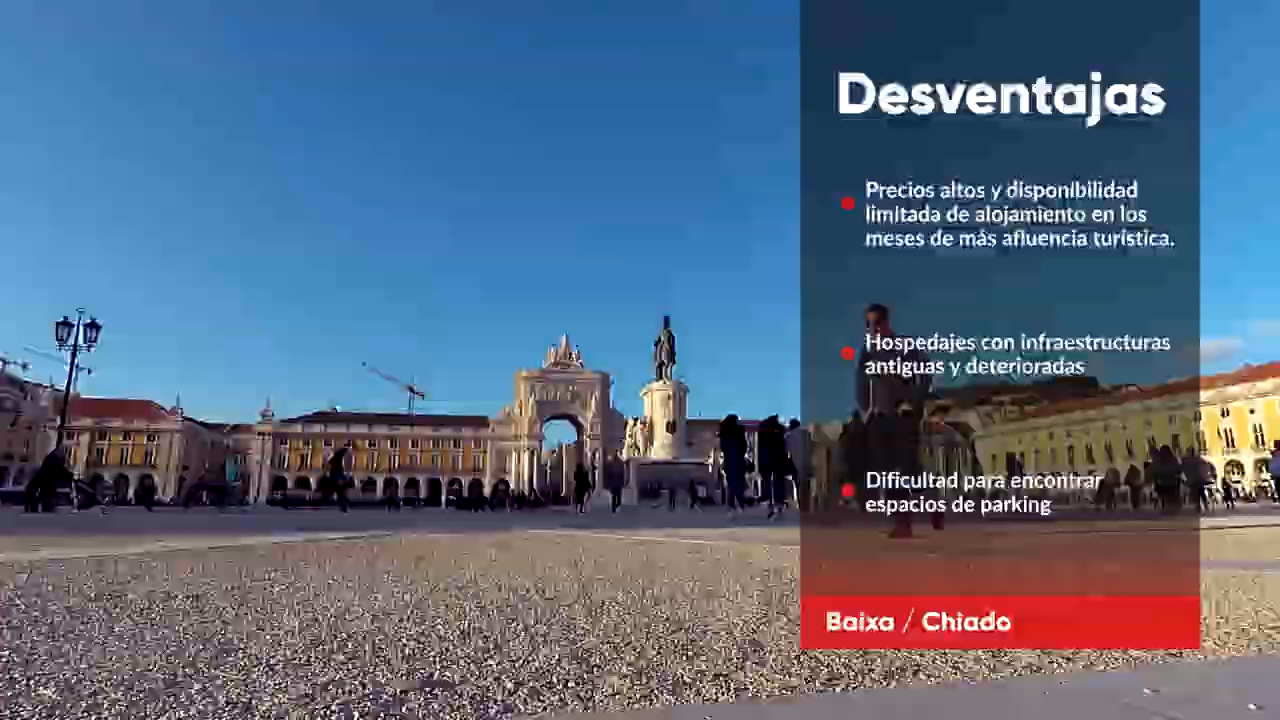 Desventajas
Precios altos y disponibilidad
limitada de alojamiento en los
meses de más afluencia turística.
Hospedajes con infraestructuras
antiguas y deterioradas
Dificultad para encontrar
espacios de parking
Baixa / Chiado